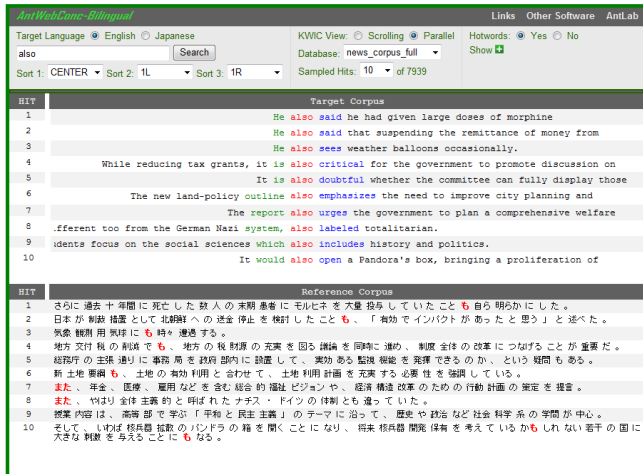 AntWebConc-Bilingual
Links Other Software AntLab
Target Language English Japanese
KWIC View: Scrolling Parallel
Hotwords: Yes No
also Search
Database: news_corpus_full
Show
Sort 1: CENTER Sort 2: 1L Sort 3: 1R
Sampled Hits: 10 of 7939
HIT Target Corpus
1 He also said he had given large doses of morphine
2 He also said that suspending the remittance of money from
3 He also sees weather balloons occasionally.
4 While reducing tax grants, it is also critical for the government to promote discussion on
5 It is also doubtful whether the committee can fully display those
6 The new land-policy outline also emphasizes the need to improve city planning and
7 The report also urges the government to plan a comprehensive welfare
8 .fferent too from the German Nazi system, also labeled totalitarian.
9 idents focus on the social sciences which also includes history and politics.
10 It would also open a Pandora's box, bringing a proliferation of
HIT Reference Corpus
1 さらに 過去 十 年間 に 死亡 し た 数 人 の 末期 患者 に モルヒネ を 大量 投与 し て い た こと も 自ら 明らか に し た 。
2 日本 が 制裁 措置 として 北朝鮮 へ の 送金 停止 を 検討 し た こと も 、 「 有効 で インパクト が あっ た と 思う 」 と 述べ た 。
3 気象 観測 用 気球 に も 時々 遭遇 する 。
4 地方 交付 税 の 削減 で も 、 地方 の 税 財源 の 充実 を 図る 議論 を 同時に 進め 、 制度 全体 の 改革 に つなげる こと が 重要 だ 。
5 総務庁 の 主張 通り に 事務 局 を 政府 部内 に 設置 し て 、 実効 ある 監視 機能 を 発揮 できる の か 、 という 疑問 も ある 。
6 新 土地 要綱 も 、 土地 の 有効 利用 と 合わせ て 、 土地 利用 計画 を 充実 する 必要 性 を 強調 し て いる 。
7 また 、 年金 、 医療 、 雇用 など を 含む 総合 的 福祉 ビジョン や 、 経済 構造 改革 の ため の 行動 計画 の 策定 を 提言 。
8 また 、 やはり 全体 主義 的 と 呼ば れ た ナチス ・ ドイツ の 体制 と も 違っ て い た 。
9 授業 内容 は 、 高等 部 で 学ぶ 「 平和 と 民主 主義 」 の テーマ に 沿っ て 、 歴史 や 政治 など 社会 科学 系 の 学問 が 中心 。
10 そして 、 いわば 核兵器 拡散 の パンドラ の 箱 を 開く こと に なり 、 将来 核兵器 開発 保有 を 考え て いる かも しれ ない 若干 の 国 に
大きな 刺激 を 与える こと に も なる 。